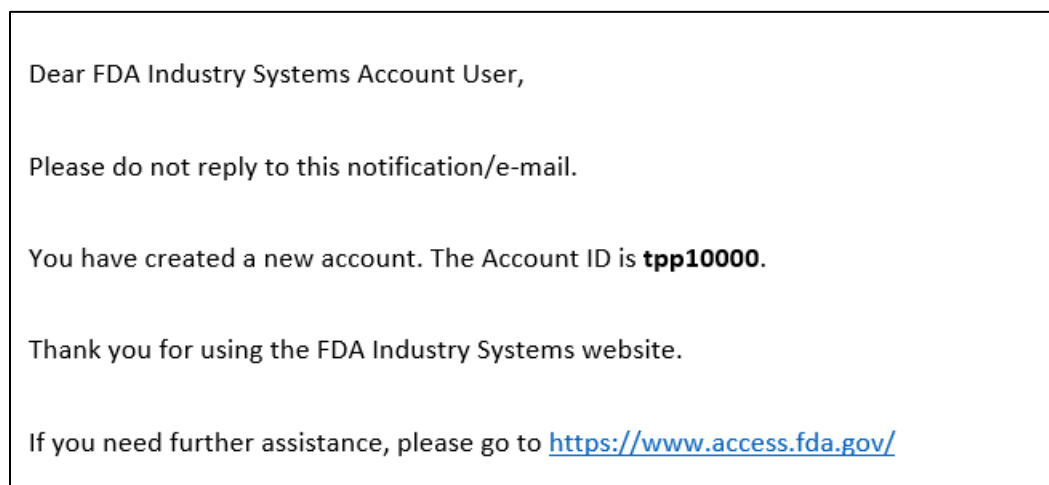 Dear FDA Industry Systems Account User,
Please do not reply to this notification/e-mail.
You have created a new account. The Account ID is tpp10000.
Thank you for using the FDA Industry Systems website.
If you need further assistance, please go to https://www.access.fda.gov/